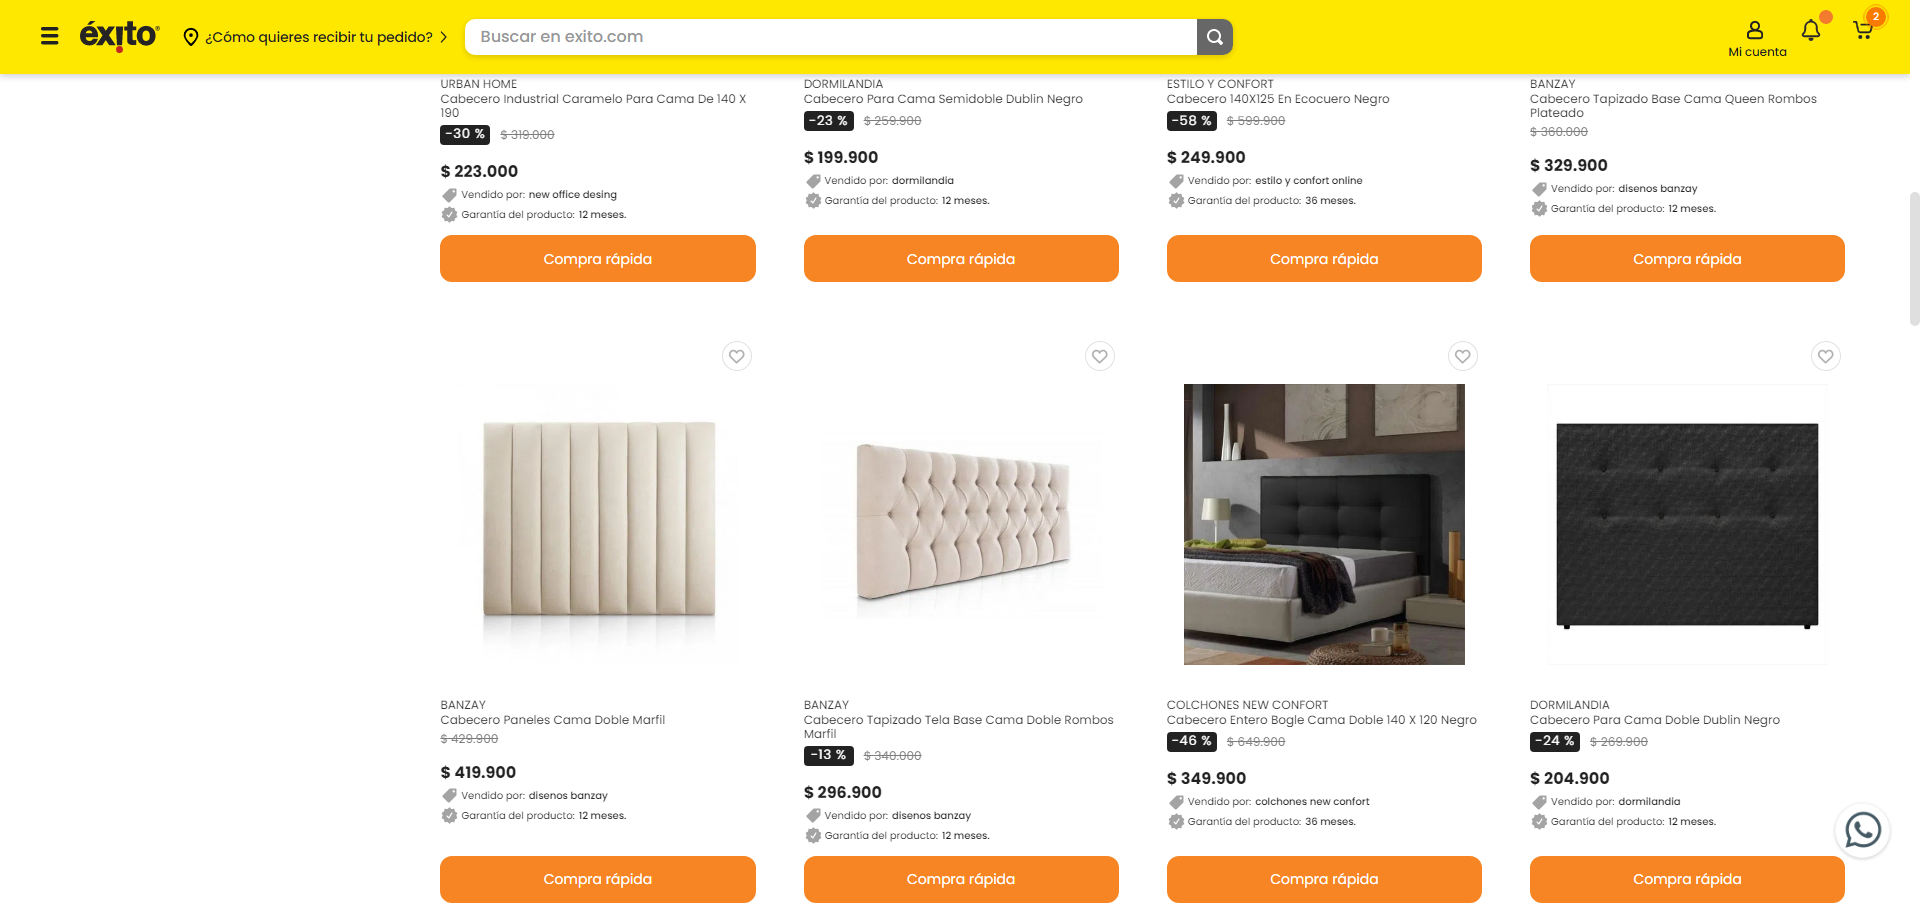 éxito
¿Cómo quieres recibir tu pedido?
Buscar en exito.com
Mi cuenta
2
URBAN HOME
Cabecero Industrial Caramelo Para Cama De 140 X
190
-30 % $ 319.000
$ 223.000
Vendido por: new office desing
Garantía del producto: 12 meses.
Compra rápida
DORMILANDIA
Cabecero Para Cama Semidoble Dublin Negro
-23 % $ 259.900
$ 199.900
Vendido por: dormilandia
Garantía del producto: 12 meses.
Compra rápida
ESTILO Y CONFORT
Cabecero 140X125 En Ecocuero Negro
-58 % $ 599.900
$ 249.900
Vendido por: estilo y confort online
Garantía del producto: 36 meses.
Compra rápida
BANZAY
Cabecero Tapizado Base Cama Queen Rombos
Plateado
$ 360.000
$ 329.900
Vendido por: disenos banzay
Garantía del producto: 12 meses.
Compra rápida
BANZAY
Cabecero Paneles Cama Doble Marfil
$ 429.900
$ 419.900
Vendido por: disenos banzay
Garantía del producto: 12 meses.
Compra rápida
BANZAY
Cabecero Tapizado Tela Base Cama Doble Rombos
Marfil
-13 % $ 340.000
$ 296.900
Vendido por: disenos banzay
Garantía del producto: 12 meses.
Compra rápida
COLCHONES NEW CONFORT
Cabecero Entero Bogle Cama Doble 140 X 120 Negro
-46 % $ 649.900
$ 349.900
Vendido por: colchones new confort
Garantía del producto: 36 meses.
Compra rápida
DORMILANDIA
Cabecero Para Cama Doble Dublin Negro
-24 % $ 269.900
$ 204.900
Vendido por: dormilandia
Garantía del producto: 12 meses.
Compra rápida